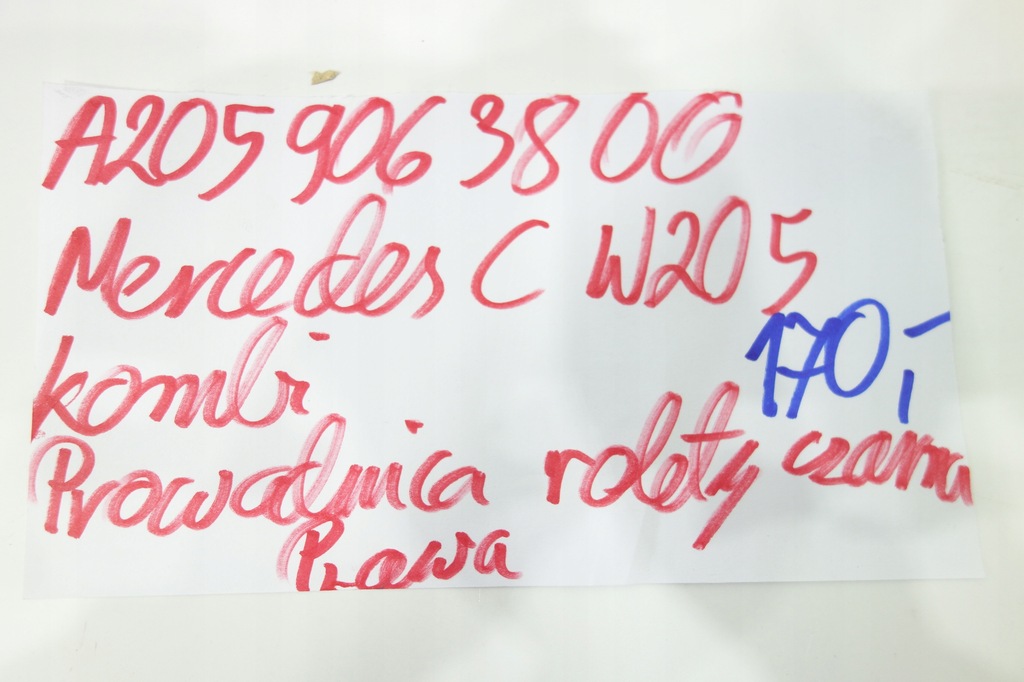 A205 906 38 00
Mercedes C W205
170,-
kombi
Prowadnica rolety czarna
Prawa